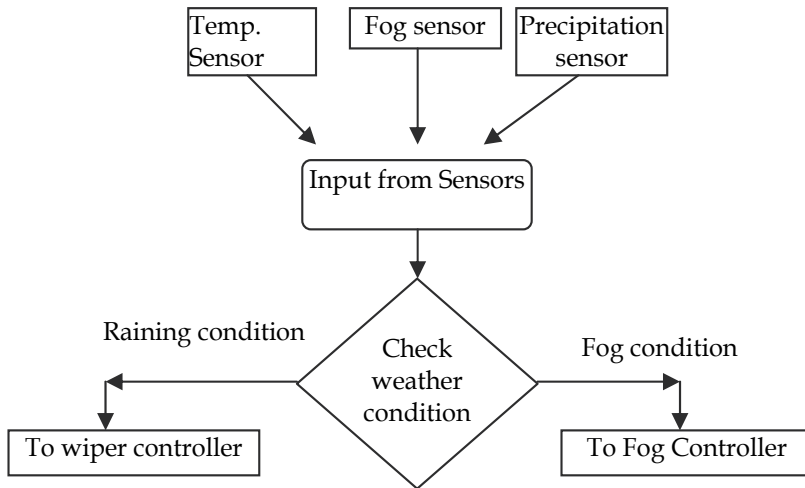 Temp.
Sensor
Fog sensor
Precipitation
sensor
Input from Sensors
Raining condition
Check
weather
condition
Fog condition
To wiper controller
To Fog Controller